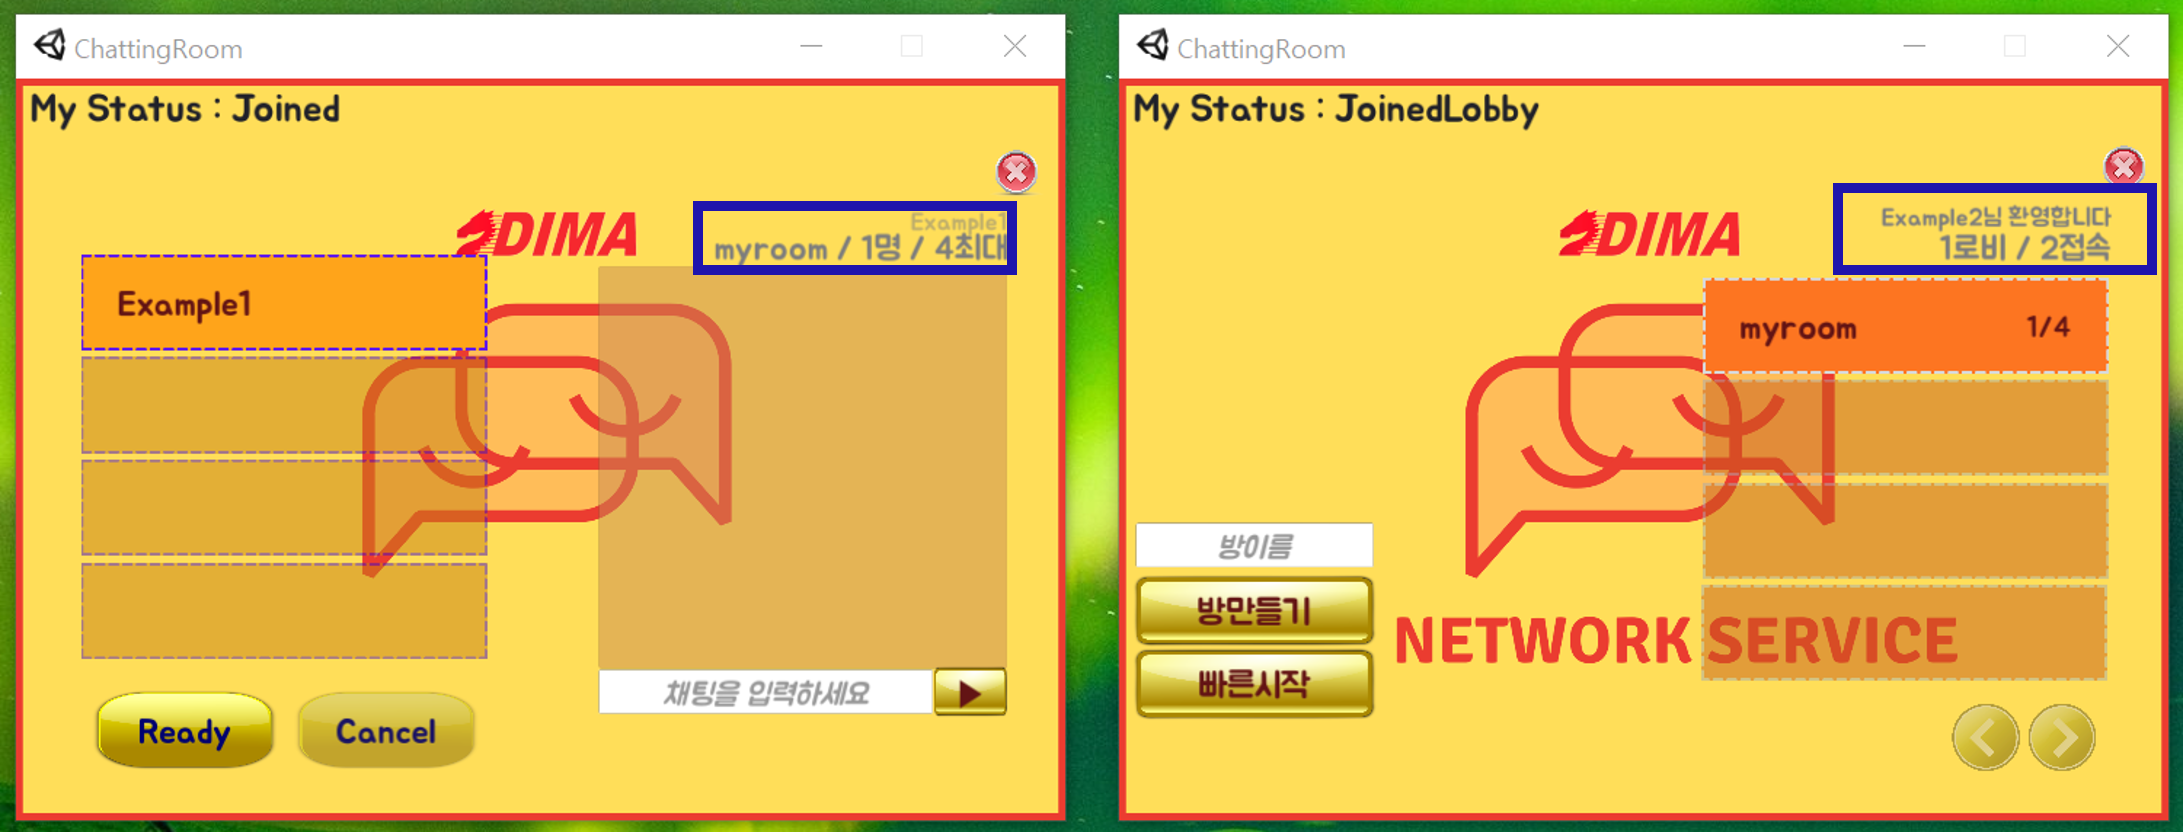 ChattingRoom
My Status : Joined
DIMA
Example1
myroom / 1명 / 4최대
Example1
채팅을 입력하세요
Ready
Cancel
ChattingRoom
My Status : JoinedLobby
DIMA
Example2님 환영합니다
1로비 / 2접속
myroom 1/4
방이름
방만들기
NETWORK SERVICE
빠른시작